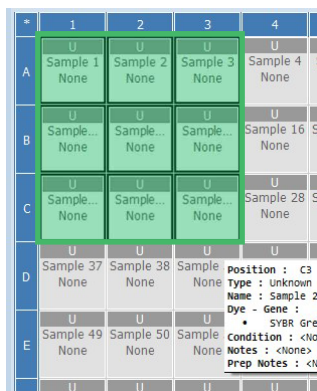 * 1 2 3 4
U U U U
A Sample 1 Sample 2 Sample 3 Sample 4
None None None None
U U U U
B Sample... Sample... Sample... Sample 16 S
None None None None
U U U U
C Sample... Sample... Sample... Sample 28 S
None None None None
U U U U
D Sample 37 Sample 38 Sample
None None
Position : C3
Type : Unknown
Name : Sample 2
Dye - Gene :
• SYBR Gre
Condition : <No
Notes : <None>
Prep Notes : <N
U U U
E Sample 49 Sample 50 Sample
None None None
U U U U